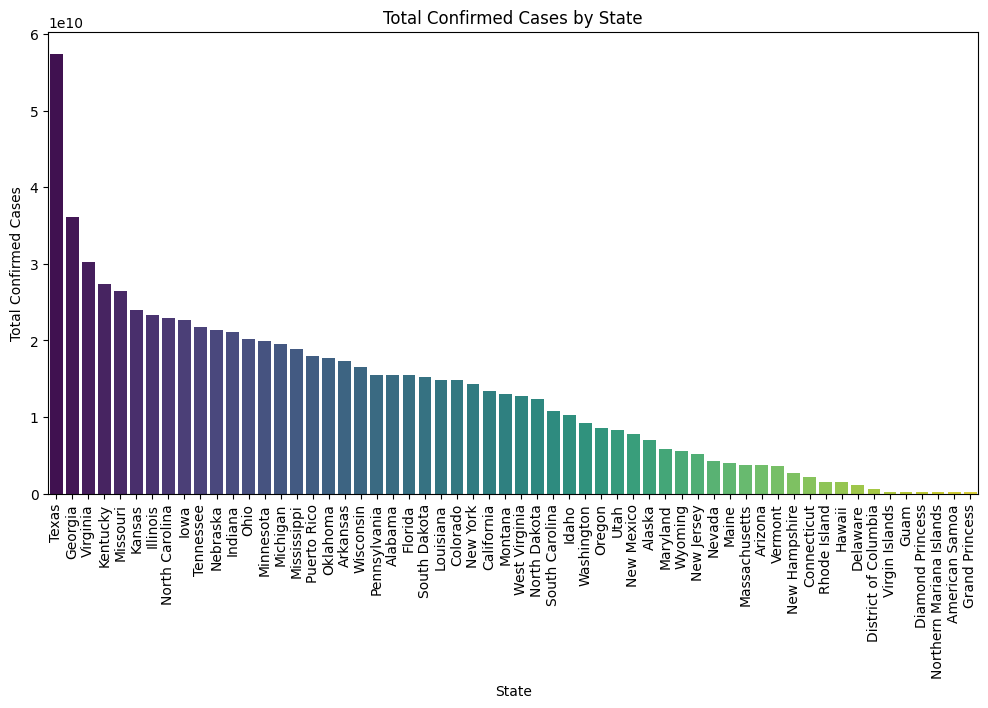 Total Confirmed Cases by State
1e10
6
5
4
3
2
1
0
Total Confirmed Cases
Texas
Georgia
Virginia
Kentucky
Missouri
Kansas
Illinois
North Carolina
Iowa
Tennessee
Nebraska
Indiana
Ohio
Minnesota
Michigan
Mississippi
Puerto Rico
Oklahoma
Arkansas
Wisconsin
Pennsylvania
Alabama
Florida
South Dakota
Louisiana
Colorado
New York
California
Montana
West Virginia
North Dakota
South Carolina
Idaho
Washington
Oregon
Utah
New Mexico
Alaska
Maryland
Wyoming
New Jersey
Nevada
Maine
Massachusetts
Arizona
Vermont
New Hampshire
Connecticut
Rhode Island
Hawaii
Delaware
District of Columbia
Virgin Islands
Guam
Diamond Princess
Northern Mariana Islands
American Samoa
Grand Princess
State